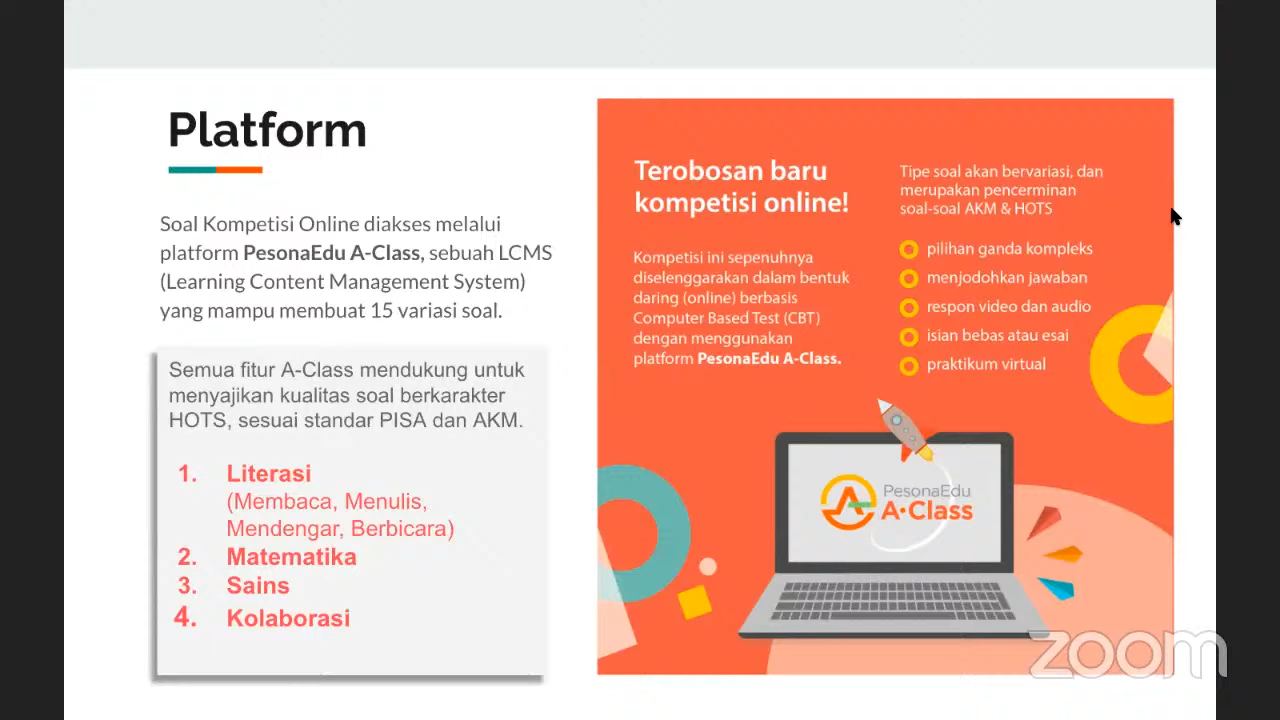 Platform
Soal Kompetisi Online diakses melalui
platform PesonaEdu A-Class, sebuah LCMS
(Learning Content Management System)
yang mampu membuat 15 variasi soal.
Semua fitur A-Class mendukung untuk
menyajikan kualitas soal berkarakter
HOTS, sesuai standar PISA dan AKM.
1. Literasi
(Membaca, Menulis,
Mendengar, Berbicara)
2. Matematika
3. Sains
4. Kolaborasi
Terobosan baru
kompetisi online!
Kompetisi ini sepenuhnya
diselenggarakan dalam bentuk
daring (online) berbasis
Computer Based Test (CBT)
dengan menggunakan
platform PesonaEdu A-Class.
Tipe soal akan bervariasi, dan
merupakan pencerminan
soal-soal AKM & HOTS
pilihan ganda kompleks
menjodohkan jawaban
respon video dan audio
isian bebas atau esai
praktikum virtual
PesonaEdu
A·Class
zoom